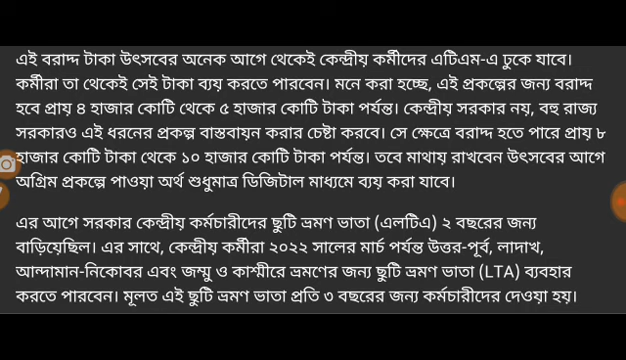 এই বরাদ্দ টাকা উৎসবের অনেক আগে থেকেই কেন্দ্রীয় কর্মীদের এটিএম-এ ঢুকে যাবে।
কর্মীরা তা থেকেই সেই টাকা ব্যয় করতে পারবেন। মনে করা হচ্ছে, এই প্রকল্পের জন্য বরাদ্দ
হবে প্রায় ৪ হাজার কোটি থেকে ৫ হাজার কোটি টাকা পর্যন্ত। কেন্দ্রীয় সরকার নয়, বহু রাজ্য
সরকারও এই ধরনের প্রকল্প বাস্তবায়ন করার চেষ্টা করবে। সে ক্ষেত্রে বরাদ্দ হতে পারে প্রায় ৮
হাজার কোটি টাকা থেকে ১০ হাজার কোটি টাকা পর্যন্ত। তবে মাথায় রাখবেন উৎসবের আগে
অগ্রিম প্রকল্পে পাওয়া অর্থ শুধুমাত্র ডিজিটাল মাধ্যমে ব্যয় করা যাবে।
এর আগে সরকার কেন্দ্রীয় কর্মচারীদের ছুটি ভ্রমণ ভাতা (এলটিএ) ২ বছরের জন্য
বাড়িয়েছিল। এর সাথে, কেন্দ্রীয় কর্মীরা ২০২২ সালের মার্চ পর্যন্ত উত্তর-পূর্ব, লাদাখ,
আন্দামান-নিকোবর এবং জম্মু ও কাশ্মীরে ভ্রমণের জন্য ছুটি ভ্রমণ ভাতা (LTA) ব্যবহার
করতে পারবেন। মূলত এই ছুটি ভ্রমণ ভাতা প্রতি ৩ বছরের জন্য কর্মচারীদের দেওয়া হয়।